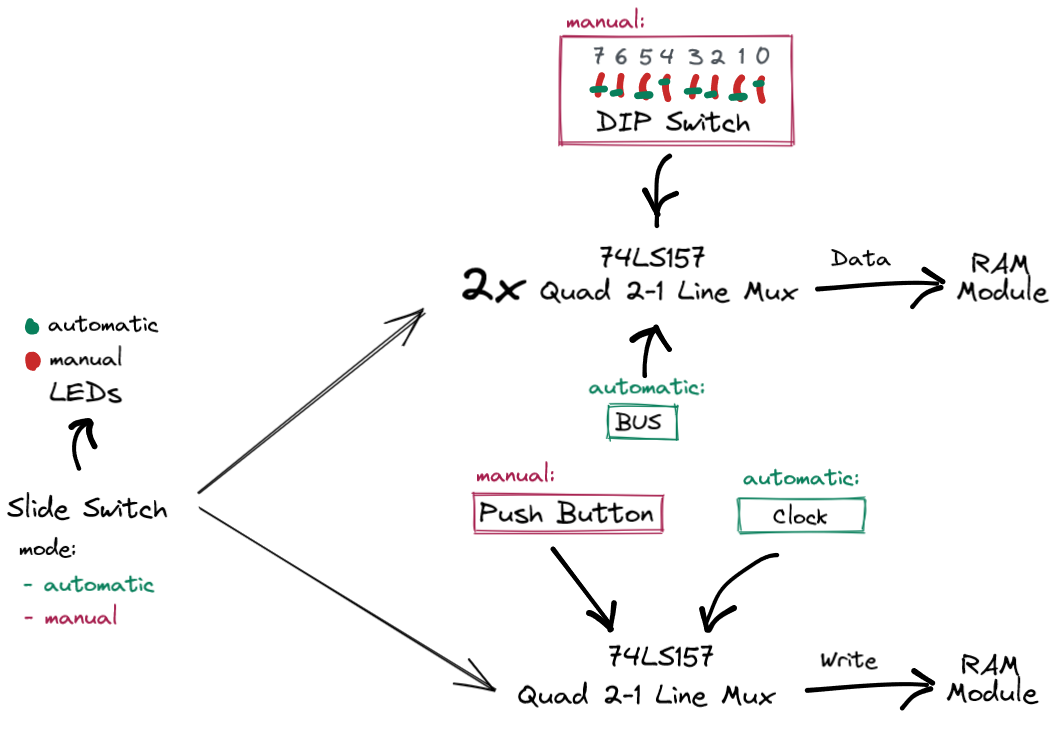 manual:
7 6 5 4 3 2 1 0
DIP Switch
74LS157
2x Quad 2-1 Line Mux
Data
RAM
Module
automatic
manual
LEDs
automatic:
BUS
Slide Switch
mode:
- automatic
- manual
manual:
Push Button
automatic:
Clock
74LS157
Quad 2-1 Line Mux
Write
RAM
Module